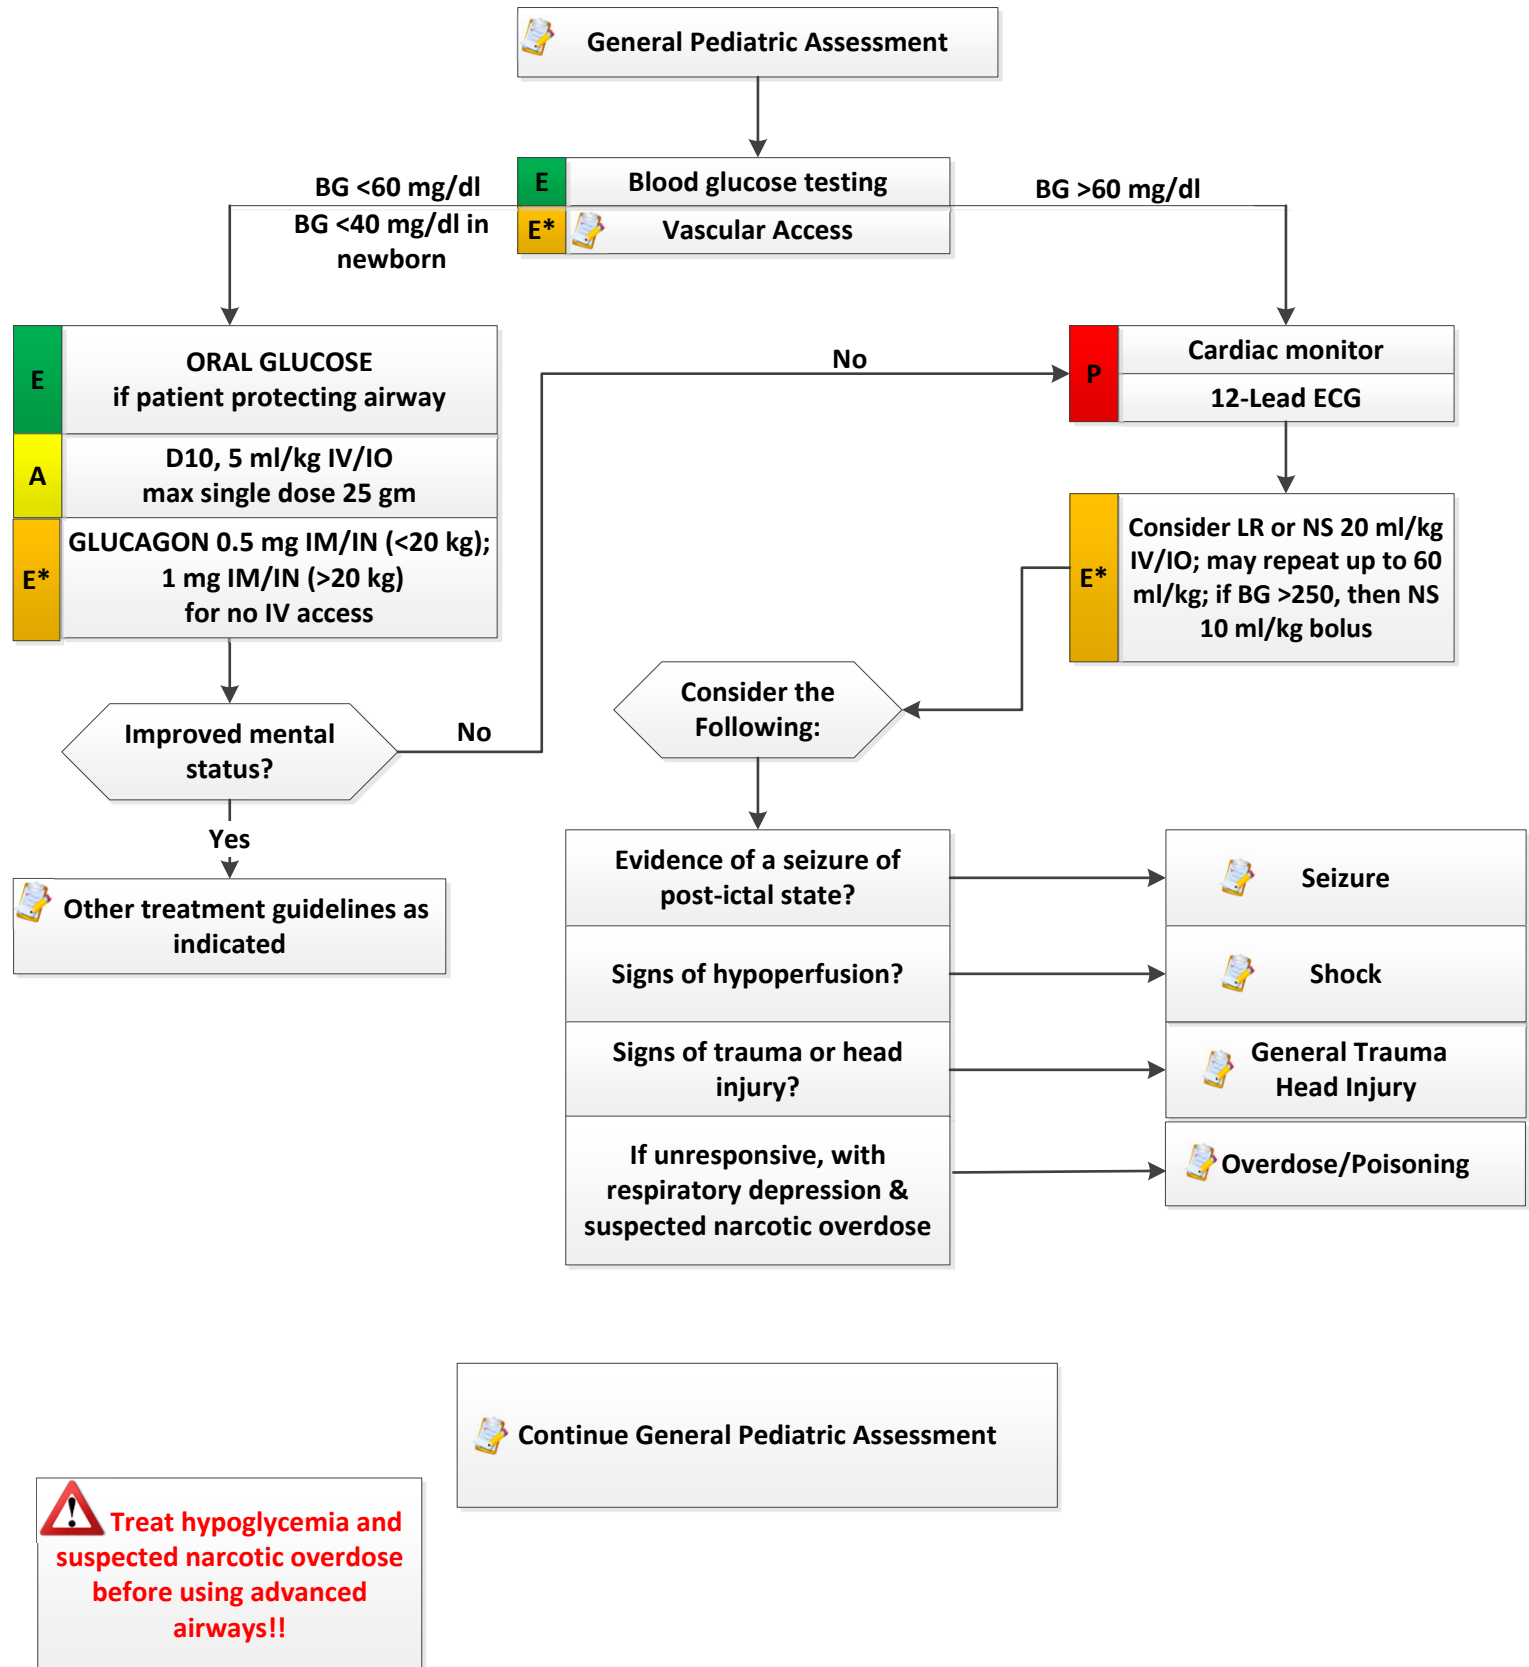 General Pediatric Assessment
BG <60 mg/dl
E
Blood glucose testing
BG >60 mg/dl
BG <40 mg/dl in
newborn
E*
Vascular Access
E
ORAL GLUCOSE
if patient protecting airway
A
D10, 5 ml/kg IV/IO
max single dose 25 gm
E*
GLUCAGON 0.5 mg IM/IN (<20 kg);
1 mg IM/IN (>20 kg)
for no IV access
No
P
Cardiac monitor
12-Lead ECG
E*
Consider LR or NS 20 ml/kg
IV/IO; may repeat up to 60
ml/kg; if BG >250, then NS
10 ml/kg bolus
Improved mental
status?
No
Consider the
Following:
Yes
Other treatment guidelines as
indicated
Evidence of a seizure of
post-ictal state?
Seizure
Signs of hypoperfusion?
Shock
Signs of trauma or head
injury?
General Trauma
Head Injury
If unresponsive, with
respiratory depression &
suspected narcotic overdose
Overdose/Poisoning
Continue General Pediatric Assessment
! Treat hypoglycemia and
suspected narcotic overdose
before using advanced
airways!!